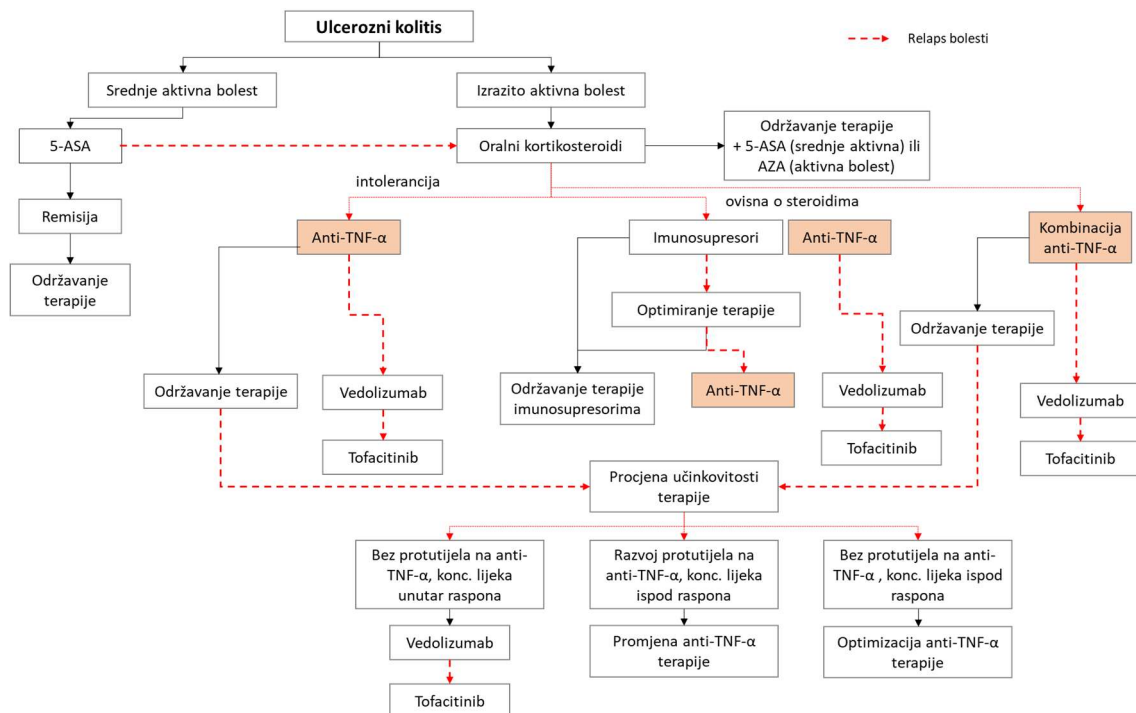 Ulcerozni kolitis
Relaps bolesti
Srednje aktivna bolest
Izrazito aktivna bolest
5-ASA
Oralni kortikosteroidi
Održavanje terapije
+ 5-ASA (srednje aktivna) ili
AZA (aktivna bolest)
intolerancija
ovisna o steroidima
Remisija
Anti-TNF-α
Imunosupresori
Anti-TNF-α
Kombinacija
anti-TNF-α
Održavanje
terapije
Optimiranje terapije
Održavanje terapije
Održavanje terapije
Vedolizumab
Održavanje terapije
imunosupresorima
Anti-TNF-α
Vedolizumab
Vedolizumab
Tofacitinib
Tofacitinib
Tofacitinib
Procjena učinkovitosti
terapije
Bez protutijela na anti-
TNF-α, konc. lijeka
unutar raspona
Razvoj protutijela na
anti-TNF-α, konc. lijeka
ispod raspona
Bez protutijela na anti-
TNF-α , konc. lijeka ispod
raspona
Vedolizumab
Promjena anti-TNF-α
terapije
Optimizacija anti-TNF-α
terapije
Tofacitinib